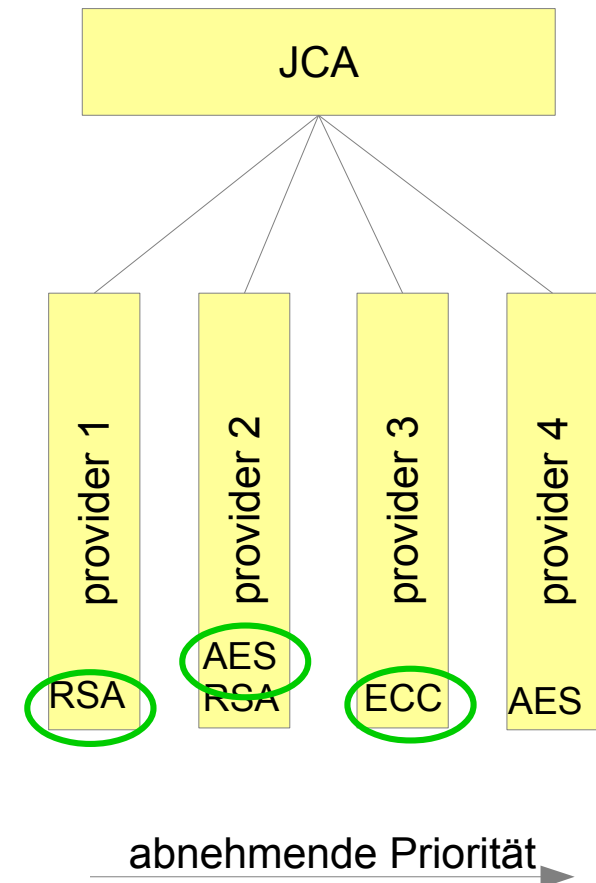 JCA
provider 1
provider 2
provider 3
provider 4
RSA
AES
RSA
ECC
AES
abnehmende Priorität